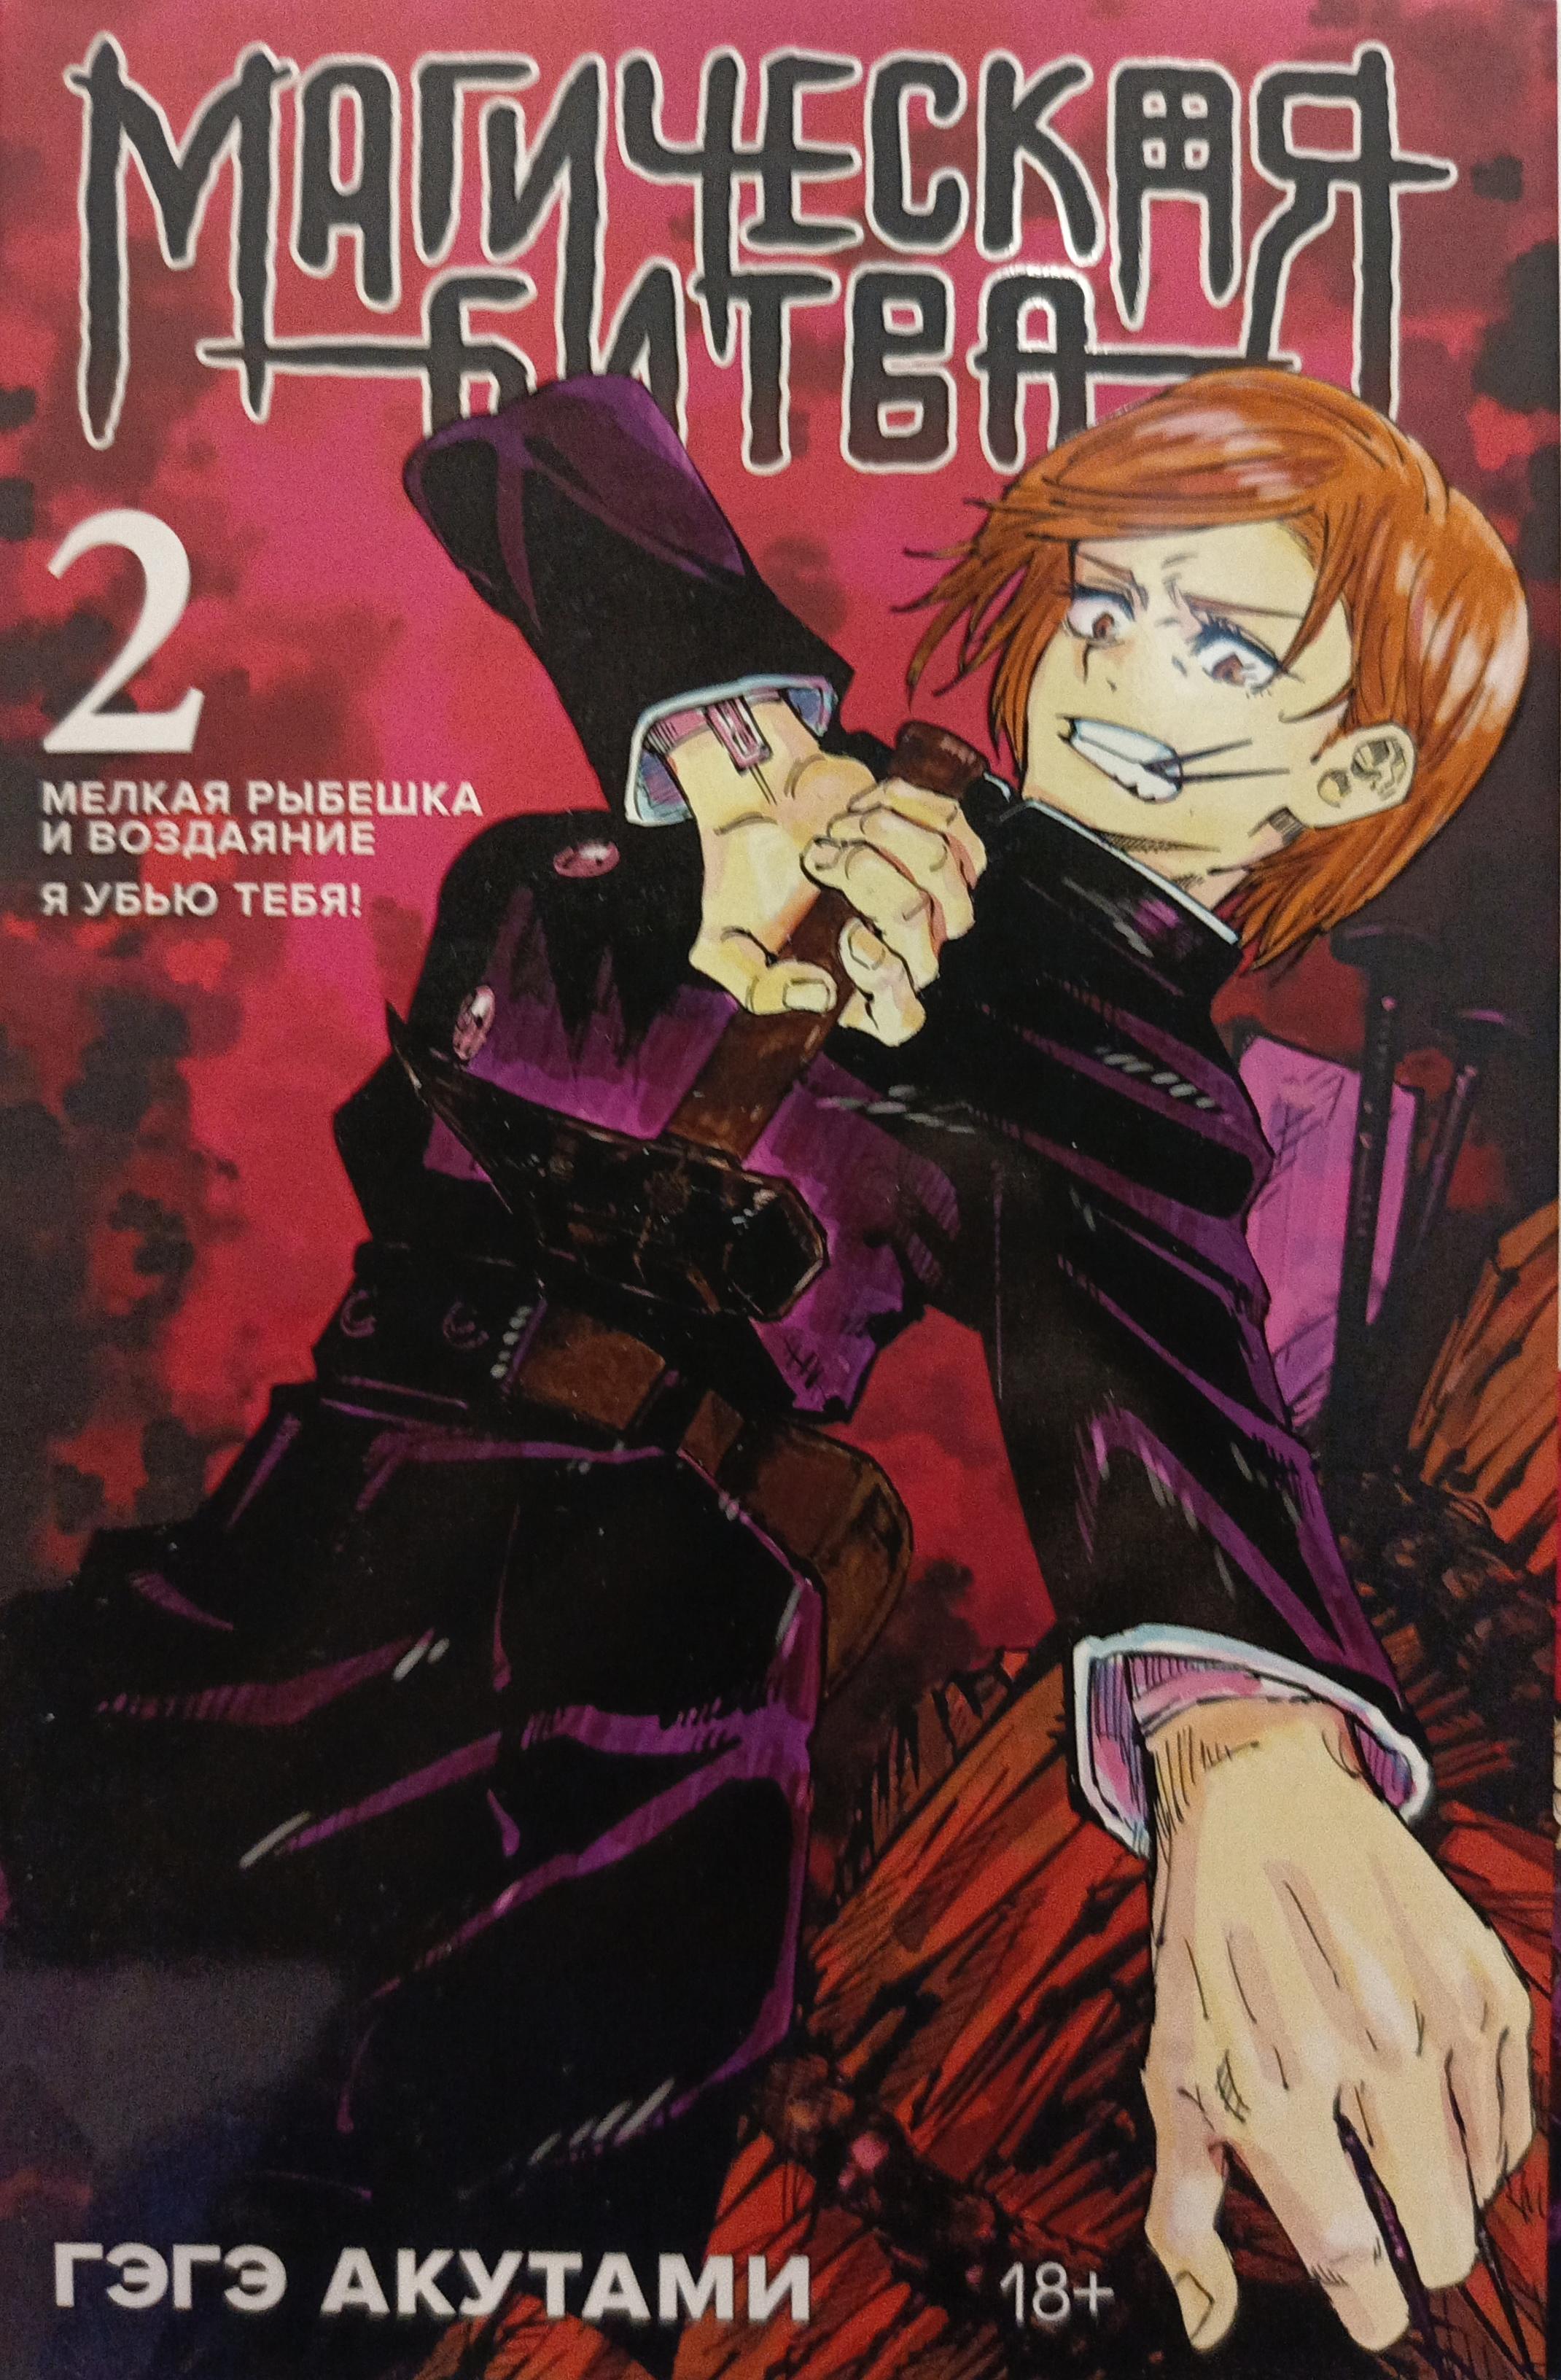 МАГИЧЕСКАЯ
БИТВА
2
МЕЛКАЯ РЫБЕШКА
И ВОЗДАЯНИЕ
Я УБЬЮ ТЕБЯ!
ГЭГЭ АКУТАМИ
18+